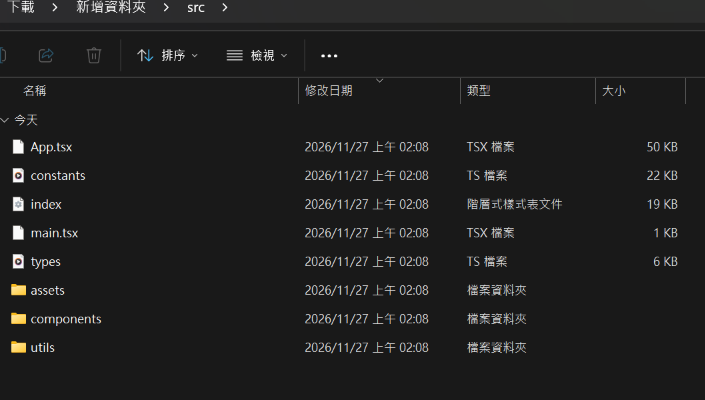 下載 > 新增資料夾 > src >
排序 檢視 ...
名稱 修改日期 類型 大小
今天
App.tsx 2026/11/27 上午 02:08 TSX 檔案 50 KB
constants 2026/11/27 上午 02:08 TS 檔案 22 KB
index 2026/11/27 上午 02:08 階層式樣式表文件 19 KB
main.tsx 2026/11/27 上午 02:08 TSX 檔案 1 KB
types 2026/11/27 上午 02:08 TS 檔案 6 KB
assets 2026/11/27 上午 02:08 檔案資料夾
components 2026/11/27 上午 02:08 檔案資料夾
utils 2026/11/27 上午 02:08 檔案資料夾